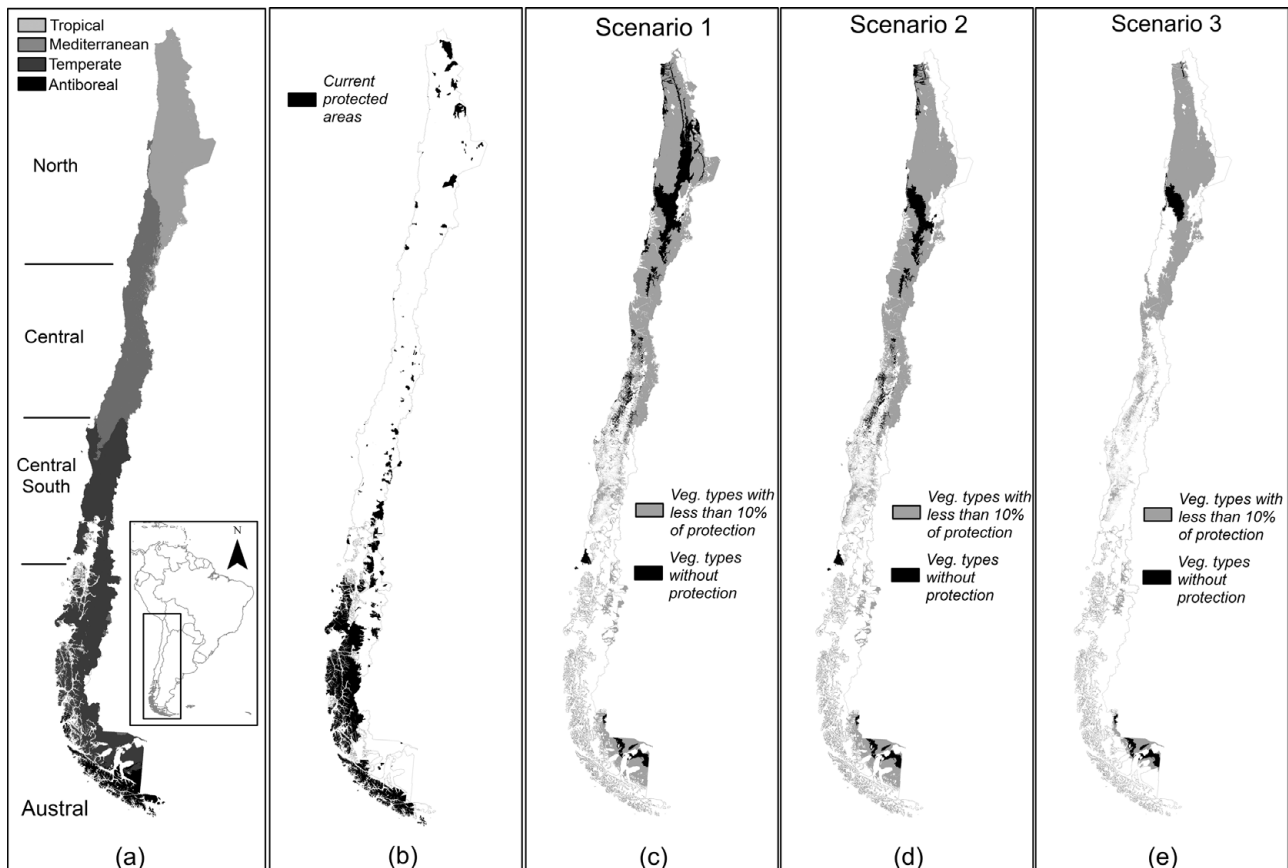 Tropical
Mediterranean
Temperate
Antiboreal
North
Central
Central
South
Austral
N
(a)
Current
protected
areas
(b)
Scenario 1
Veg. types with
less than 10%
of protection
Veg. types
without
protection
(c)
Scenario 2
Veg. types with
less than 10%
of protection
Veg. types
without
protection
(d)
Scenario 3
Veg. types with
less than 10%
of protection
Veg. types
without
protection
(e)